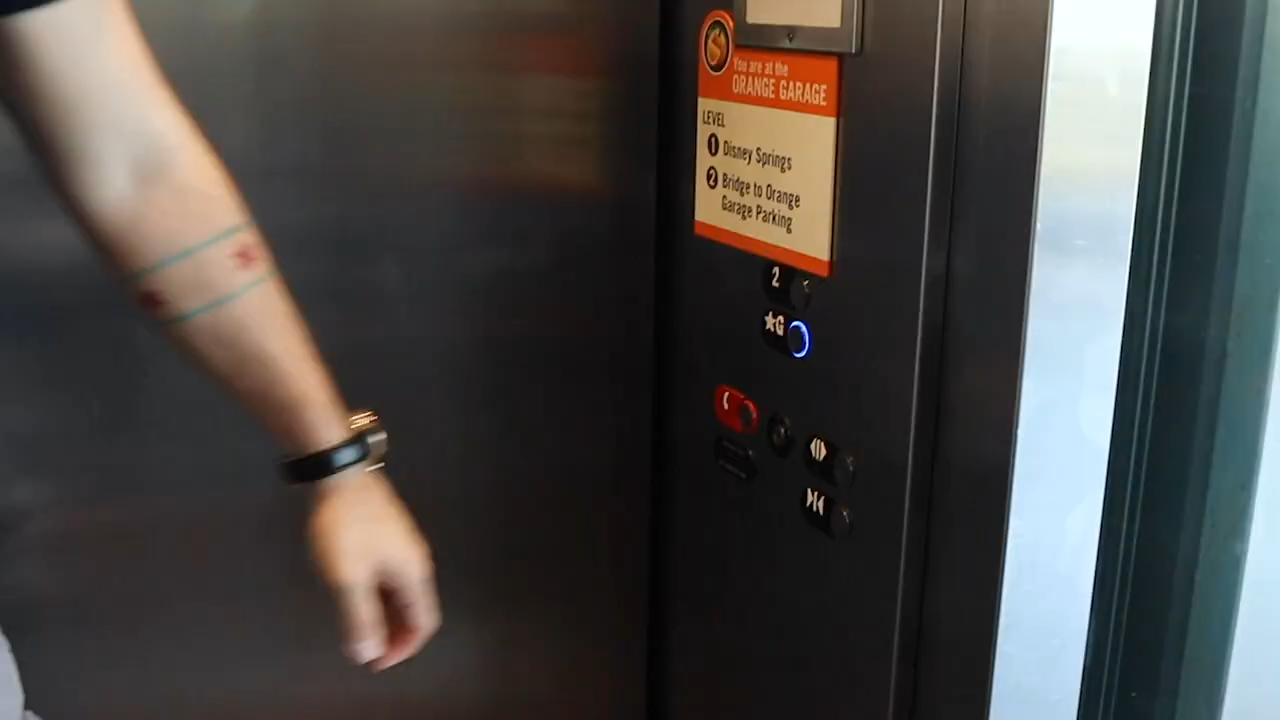 You are at the
ORANGE GARAGE
LEVEL
1 Disney Springs
2 Bridge to Orange
Garage Parking
2
★G